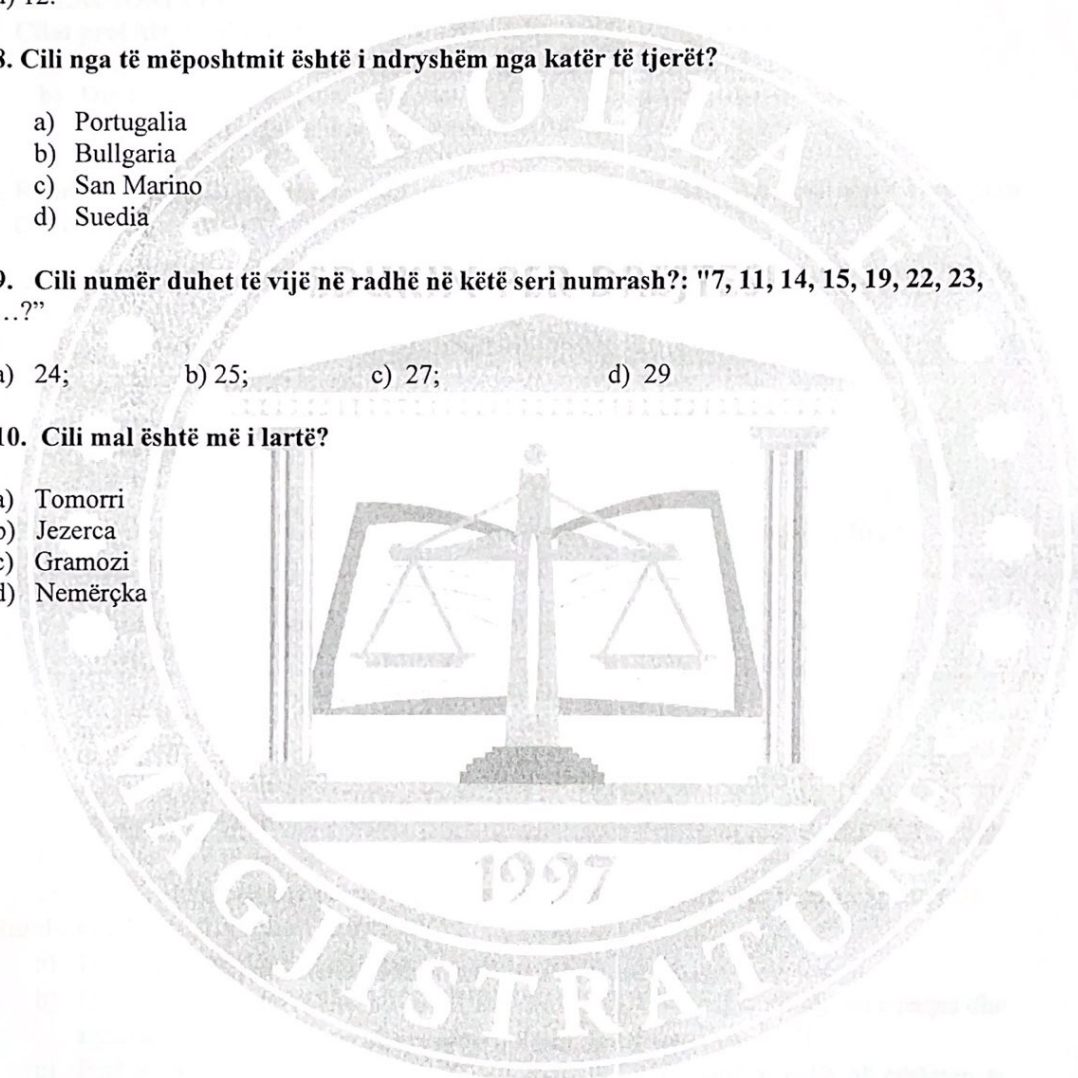 12.
8. Cili nga të mëposhtmit është i ndryshëm nga katër të tjerët?
a) Portugalia
b) Bullgaria
c) San Marino
d) Suedia
9. Cili numër duhet të vijë në radhë në këtë seri numrash?: "7, 11, 14, 15, 19, 22, 23,
...?”
a) 24; b) 25; c) 27; d) 29
10. Cili mal është më i lartë?
a) Tomorri
b) Jezerca
c) Gramozi
d) Nemërçka
SHKOLLA E
MAGJISTRATURËS
1997